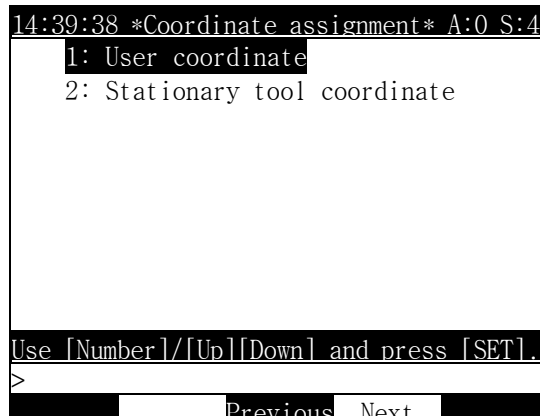 14:39:38 *Coordinate assignment* A:0 S:4
1: User coordinate
2: Stationary tool coordinate
Use [Number]/[Up][Down] and press [SET].
>
Previous Next